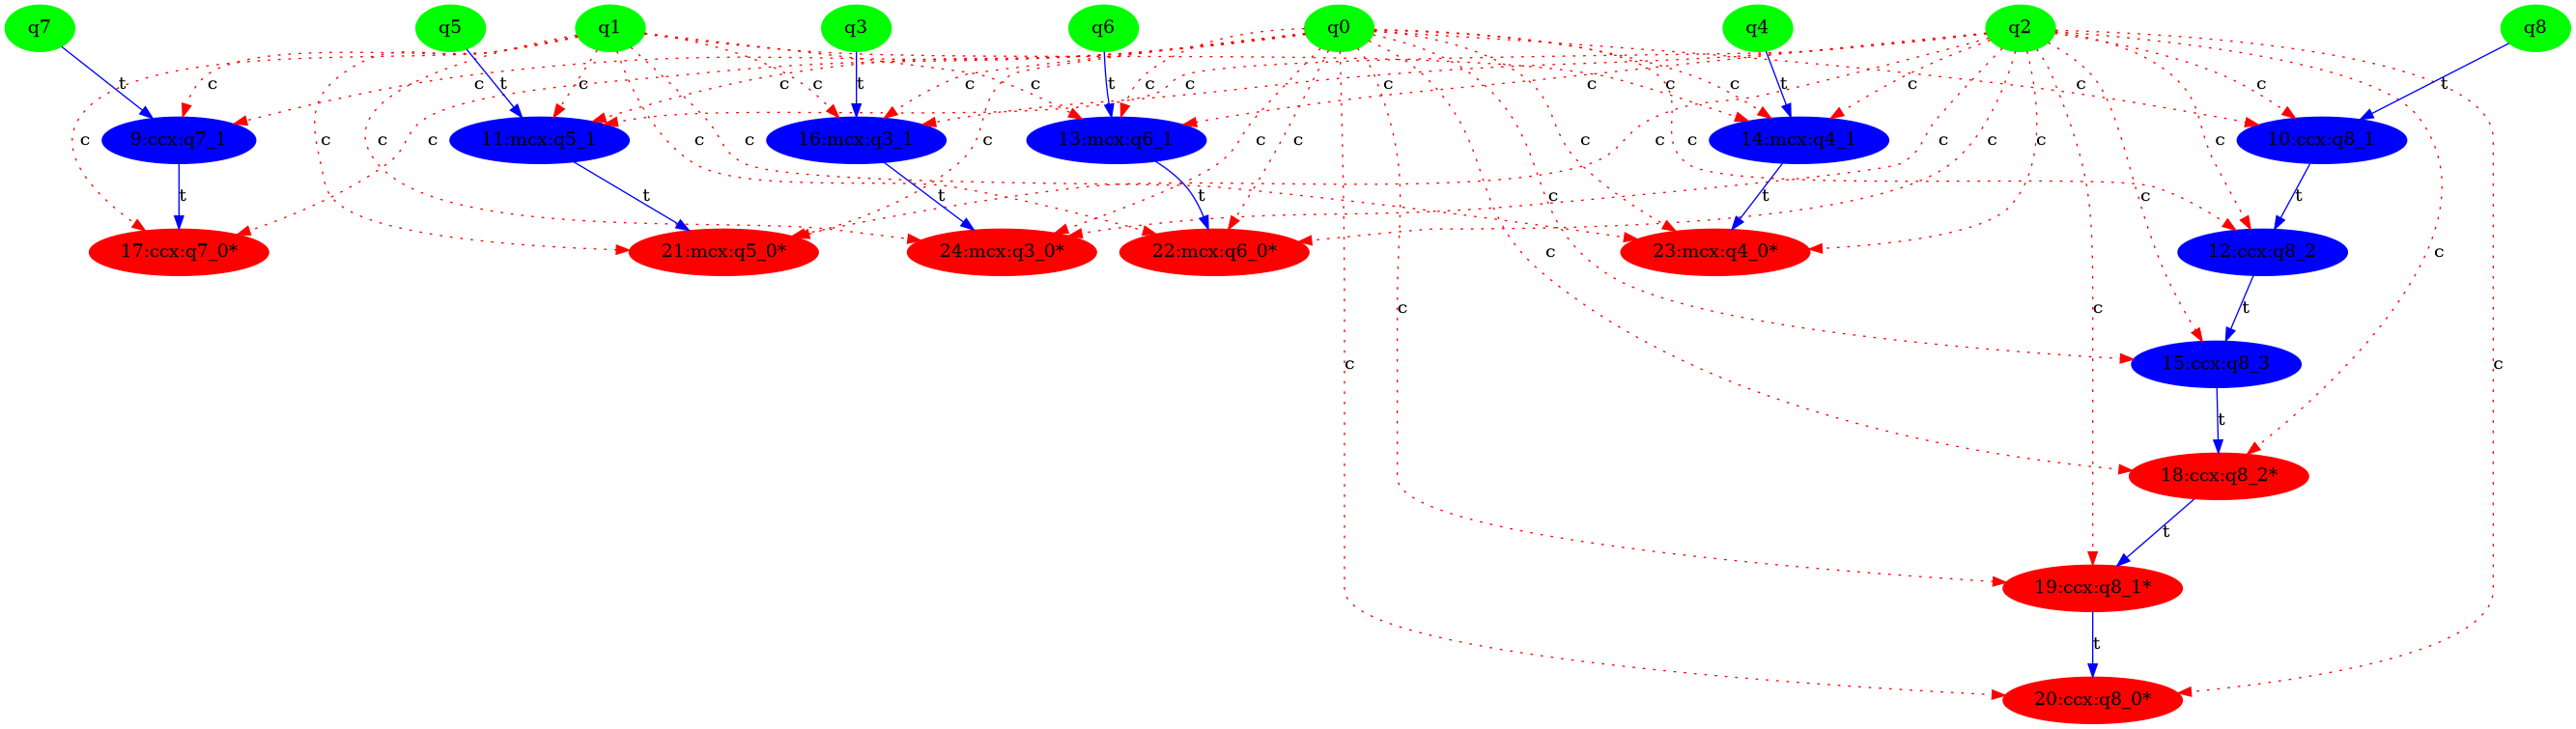 q7 q5 q1 q3 q6 q0 q4 q2 q8
c t t c t c c t c c t t c c c t
c c c c c c c c c c c
9:ccx:q7_1 11:mcx:q5_1 16:mcx:q3_1 13:mcx:q6_1 14:mcx:q4_1 10:ccx:q8_1
c c c c c c c c c c c c c c c c
t t t t t t c c
17:ccx:q7_0* 21:mcx:q5_0* 24:mcx:q3_0* 22:mcx:q6_0* 23:mcx:q4_0* 12:ccx:q8_2
c c
c c t
15:ccx:q8_3
c c
t
18:ccx:q8_2*
t
19:ccx:q8_1*
t
20:ccx:q8_0*